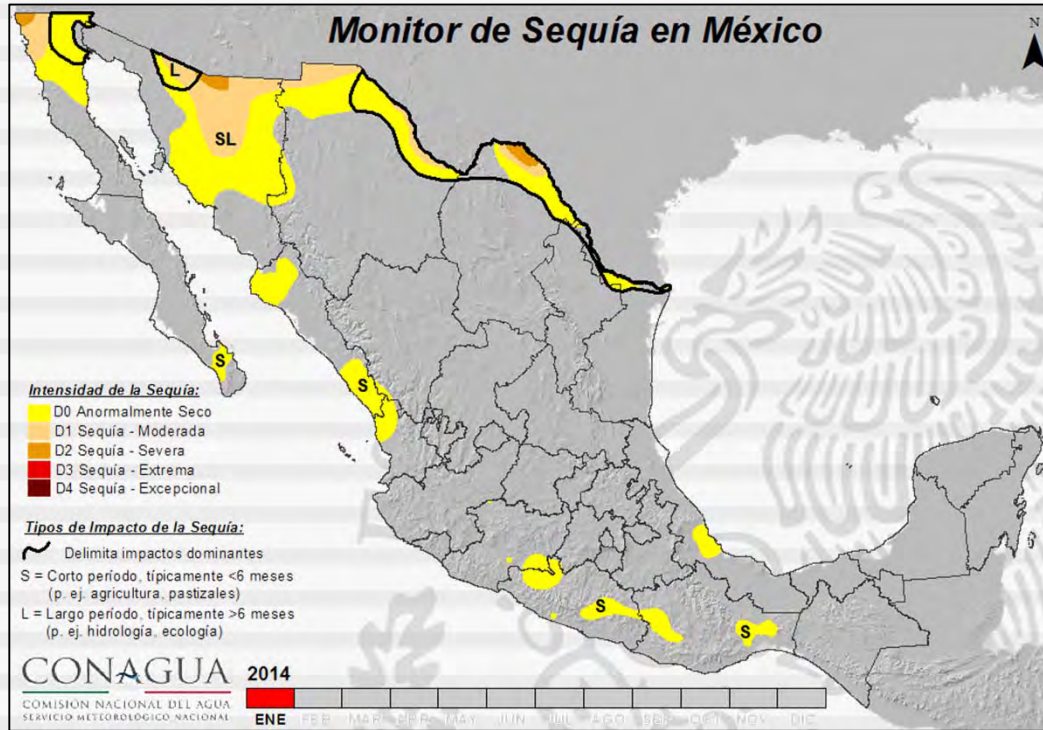 Monitor de Sequía en México
N
L
SL
S
S
S
S
Intensidad de la Sequía:
D0 Anormalmente Seco
D1 Sequía - Moderada
D2 Sequía - Severa
D3 Sequía - Extrema
D4 Sequía - Excepcional
Tipos de Impacto de la Sequía:
Delimita impactos dominantes
S = Corto período, típicamente <6 meses
(p. ej. agricultura, pastizales)
L = Largo período, típicamente >6 meses
(p. ej. hidrología, ecología)
CONAGUA
COMISIÓN NACIONAL DEL AGUA
SERVICIO METEOROLÓGICO NACIONAL
2014
ENE FEB MAR ABR MAY JUN JUL AGO SEP OCT NOV DIC